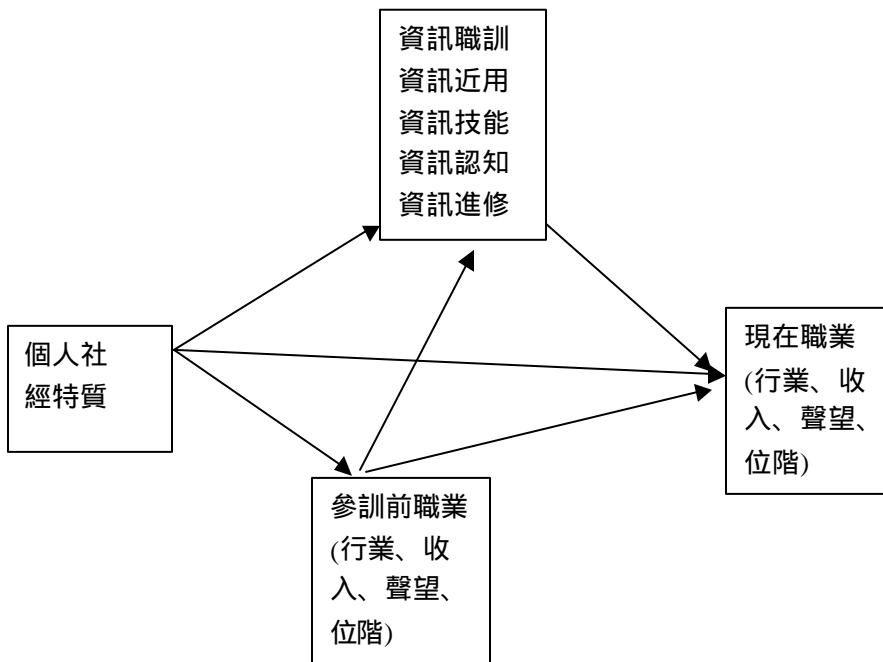 資訊職訓
資訊近用
資訊技能
資訊認知
資訊進修
個人社
經特質
現在職業
(行業、收
入、聲望、
位階)
參訓前職業
(行業、收
入、聲望、
位階)